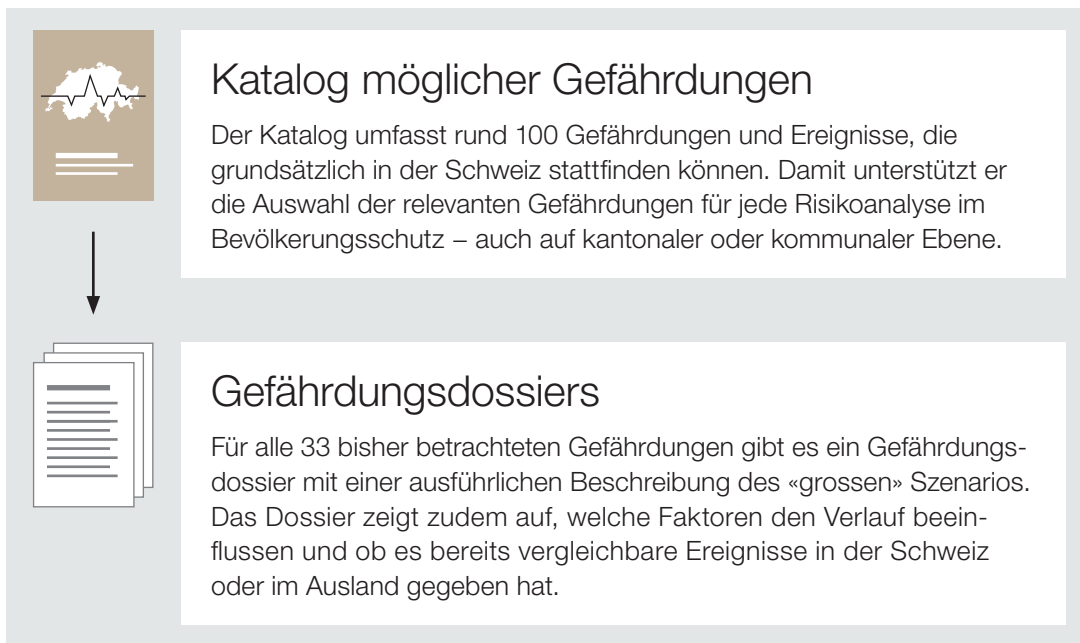 Katalog möglicher Gefährdungen
Der Katalog umfasst rund 100 Gefährdungen und Ereignisse, die
grundsätzlich in der Schweiz stattfinden können. Damit unterstützt er
die Auswahl der relevanten Gefährdungen für jede Risikoanalyse im
Bevölkerungsschutz – auch auf kantonaler oder kommunaler Ebene.
Gefährdungsdossiers
Für alle 33 bisher betrachteten Gefährdungen gibt es ein Gefährdungs-
dossier mit einer ausführlichen Beschreibung des «grossen» Szenarios.
Das Dossier zeigt zudem auf, welche Faktoren den Verlauf beein-
flussen und ob es bereits vergleichbare Ereignisse in der Schweiz
oder im Ausland gegeben hat.